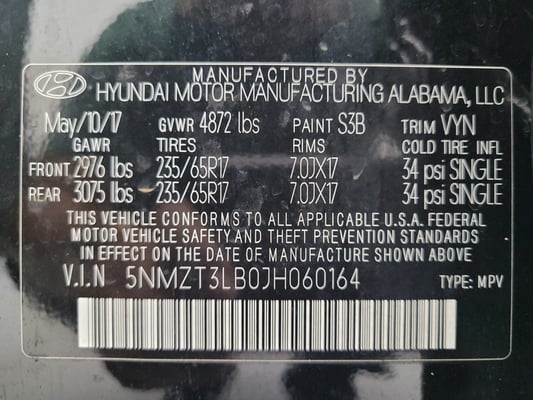 MANUFACTURED BY
HYUNDAI MOTOR MANUFACTURING ALABAMA, LLC
May/10/17 GVWR 4872 lbs PAINT S3B TRIM VYN
GAWR TIRES RIMS COLD TIRE INFL
FRONT 2976 lbs 235/65R17 7.0JX17 34 psi SINGLE
REAR 3075 lbs 235/65R17 7.0JX17 34 psi SINGLE
THIS VEHICLE CONFORMS TO ALL APPLICABLE U.S.A. FEDERAL
MOTOR VEHICLE SAFETY AND THEFT PREVENTION STANDARDS
IN EFFECT ON THE DATE OF MANUFACTURE SHOWN ABOVE.
V.I.N 5NMZT3LB0JH060164 TYPE: MPV